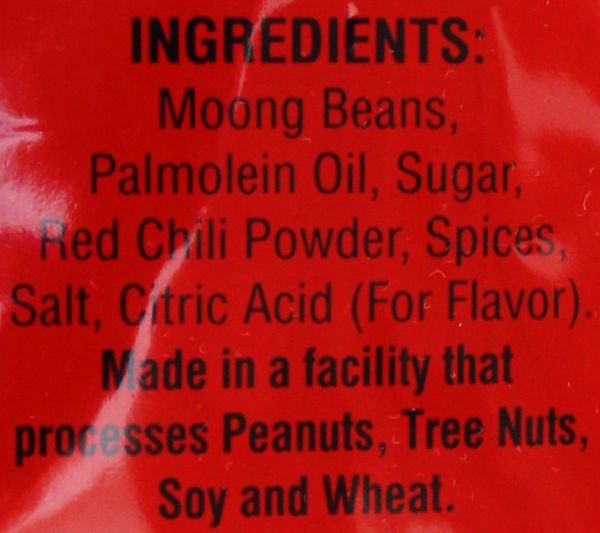 INGREDIENTS:
Moong Beans,
Palmolein Oil, Sugar,
Red Chili Powder, Spices,
Salt, Citric Acid (For Flavor).
Made in a facility that
processes Peanuts, Tree Nuts,
Soy and Wheat.